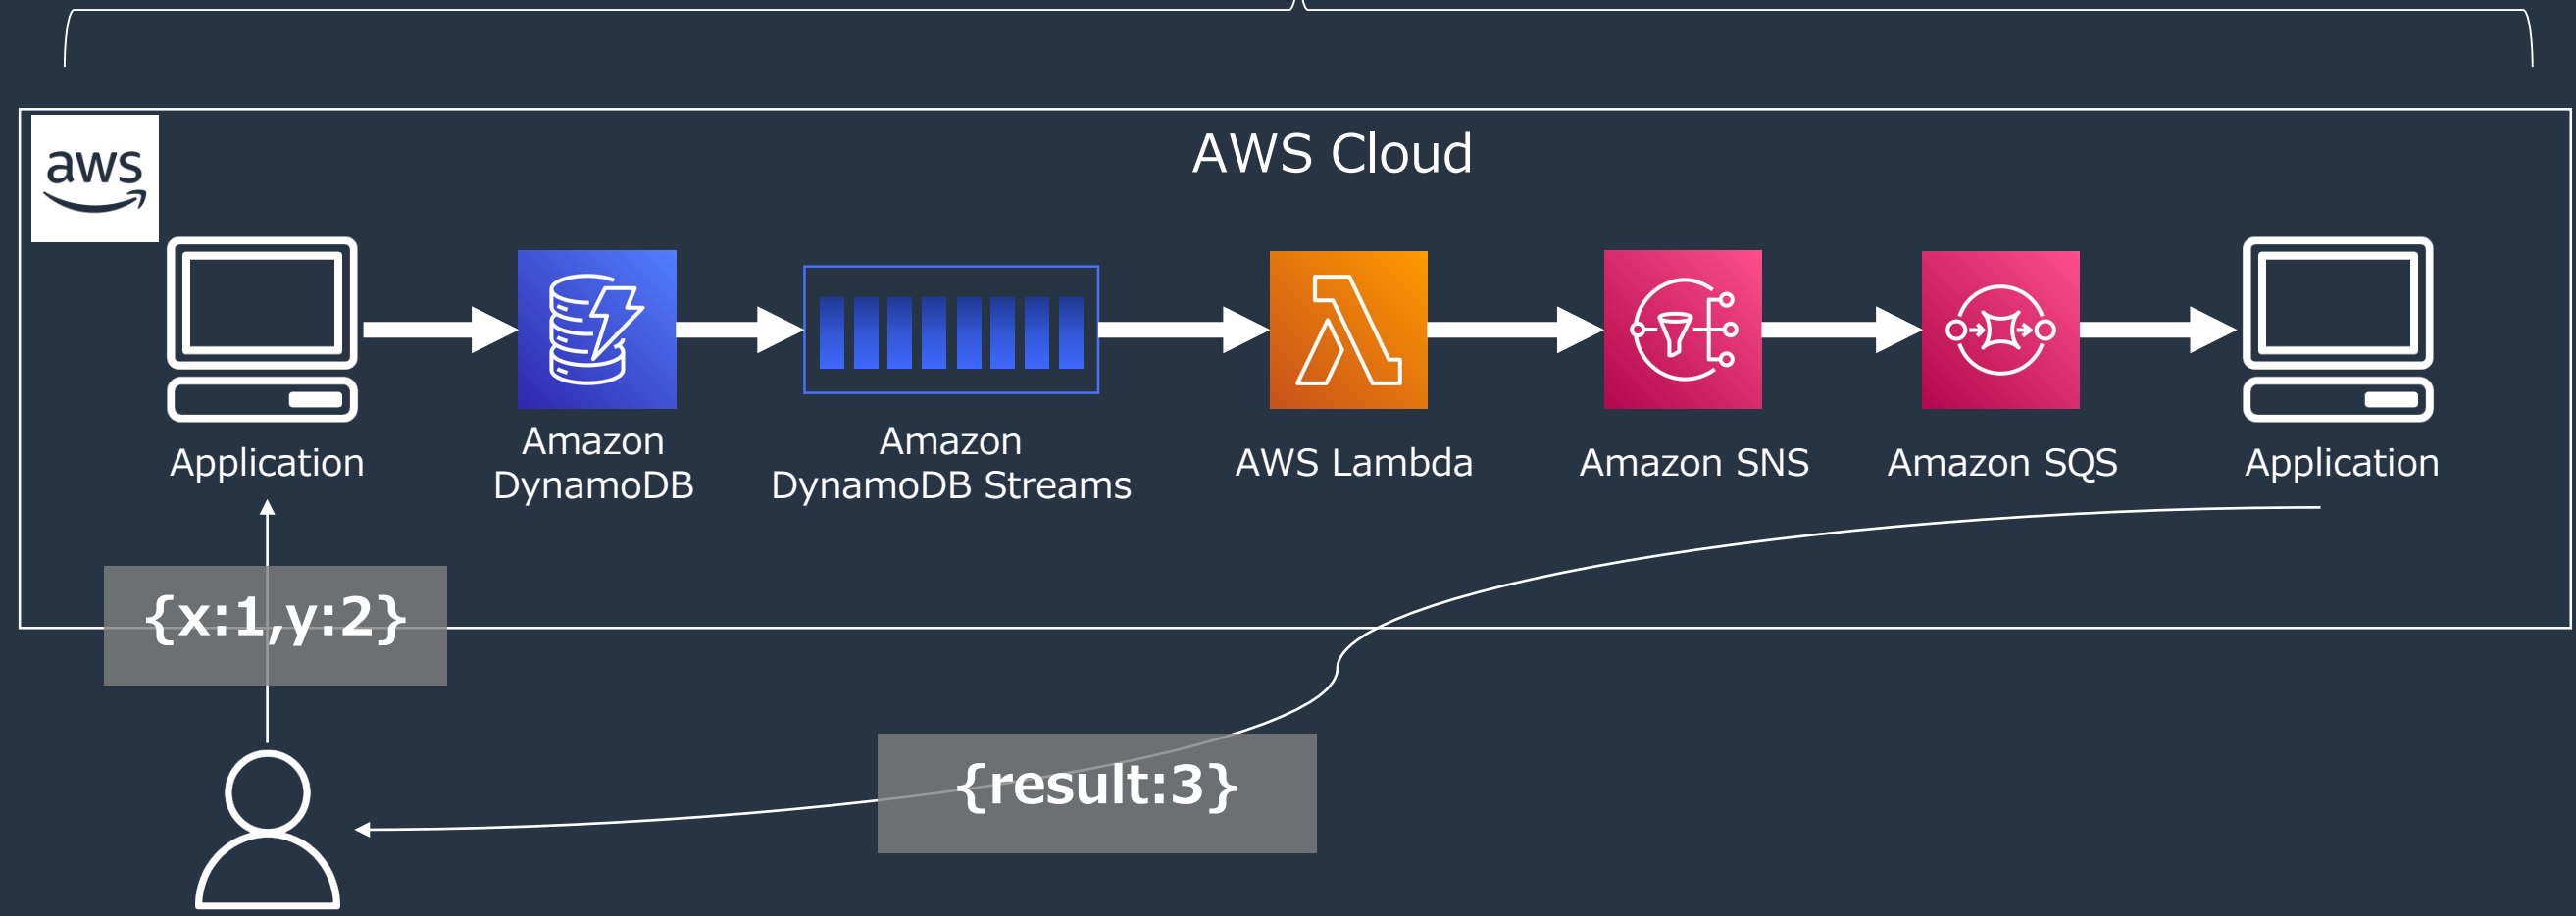 aws
AWS Cloud
Application
Amazon
DynamoDB
Amazon
DynamoDB Streams
AWS Lambda
Amazon SNS
Amazon SQS
Application
{x:1,y:2}
{result:3}